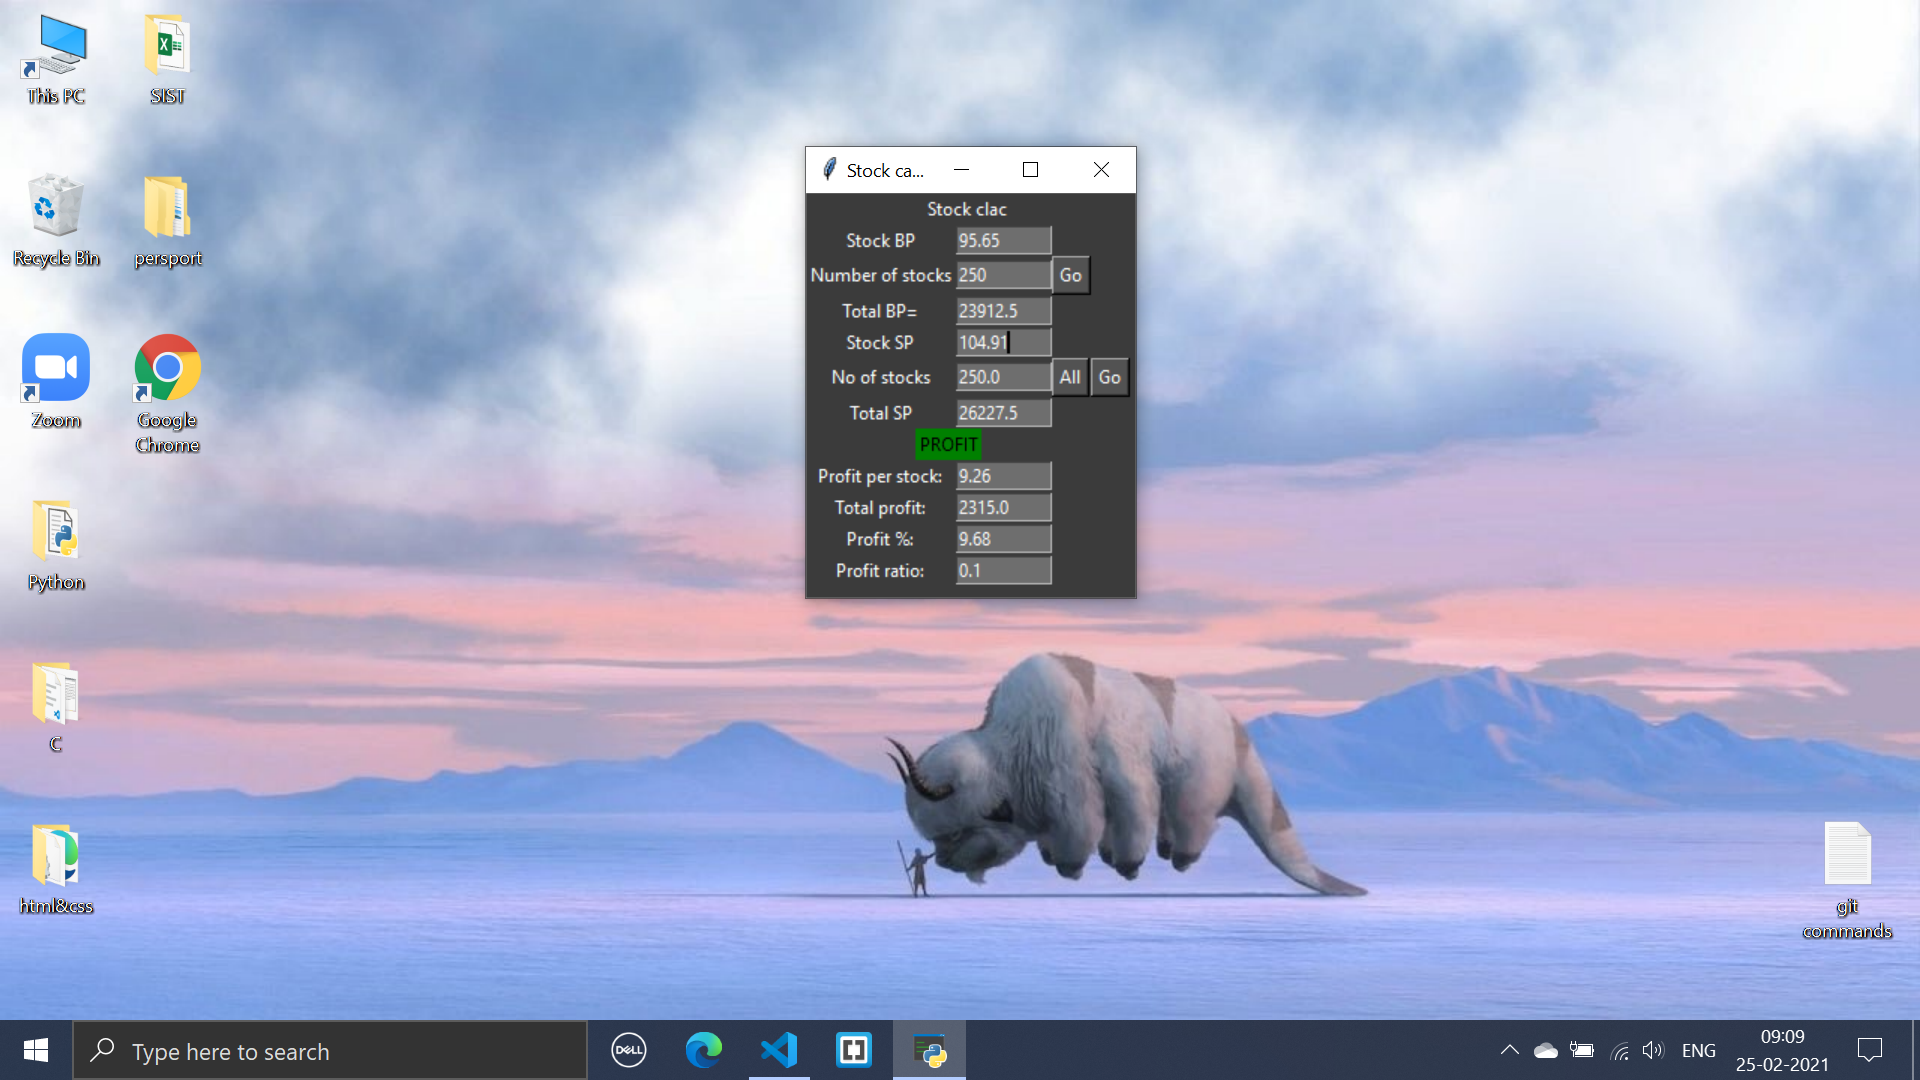 This PC
SIST
Recycle Bin
persport
Zoom
Google
Chrome
Python
C
html&css
Stock ca...
Stock clac
Stock BP 95.65
Number of stocks 250 Go
Total BP= 23912.5
Stock SP 104.91
No of stocks 250.0 All Go
Total SP 26227.5
PROFIT
Profit per stock: 9.26
Total profit: 2315.0
Profit %: 9.68
Profit ratio: 0.1
git
commands
Type here to search
DELL
ENG
09:09
25-02-2021